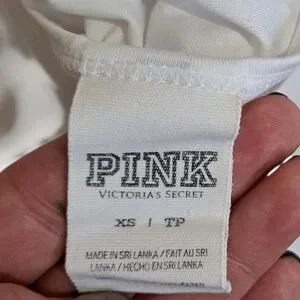 PINK
VICTORIA'S SECRET
XS | TP
MADE IN SRI LANKA / FAIT AU SRI
LANKA / HECHO EN SRI LANKA